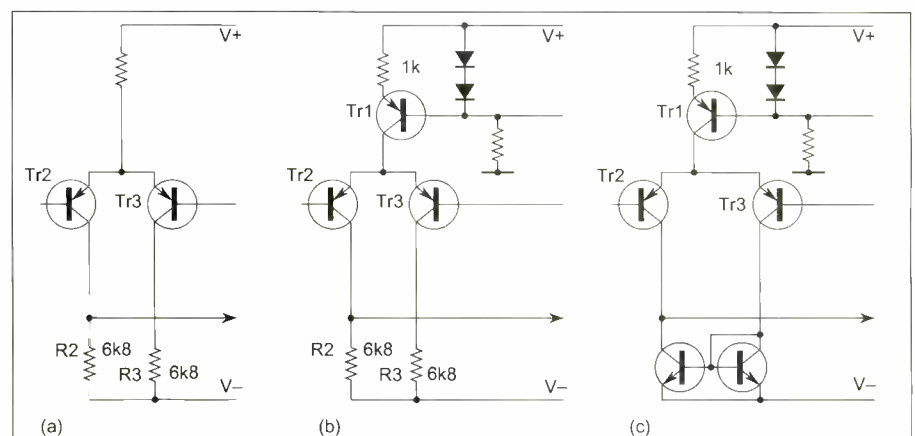 V+
Tr2
Tr3
R2
6k8
R3
6k8
(a)
V+
1k
Tr1
Tr2
Tr3
R2
6k8
R3
6k8
V–
(b)
V+
1k
Tr1
Tr2
Tr3
V–
(c)